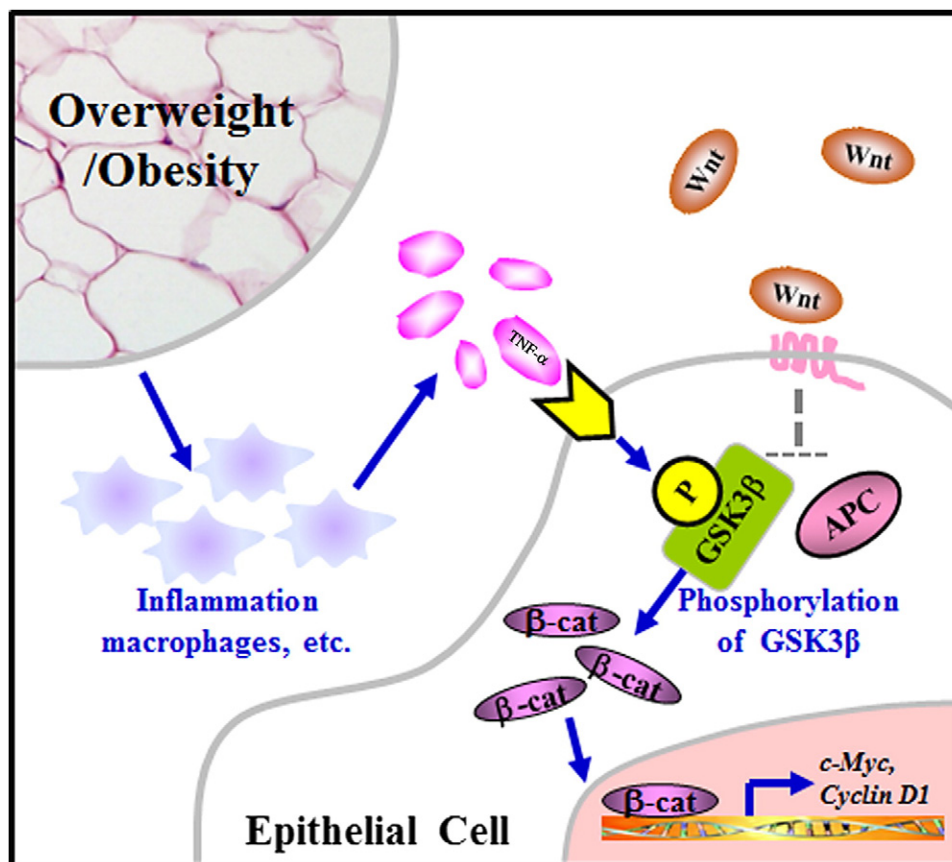 Overweight
/Obesity
Wnt
Wnt
Wnt
TNF-α
P
GSK3β
APC
Inflammation
macrophages, etc.
Phosphorylation
of GSK3β
β-cat
β-cat
β-cat
c-Myc,
Cyclin D1
β-cat
Epithelial Cell